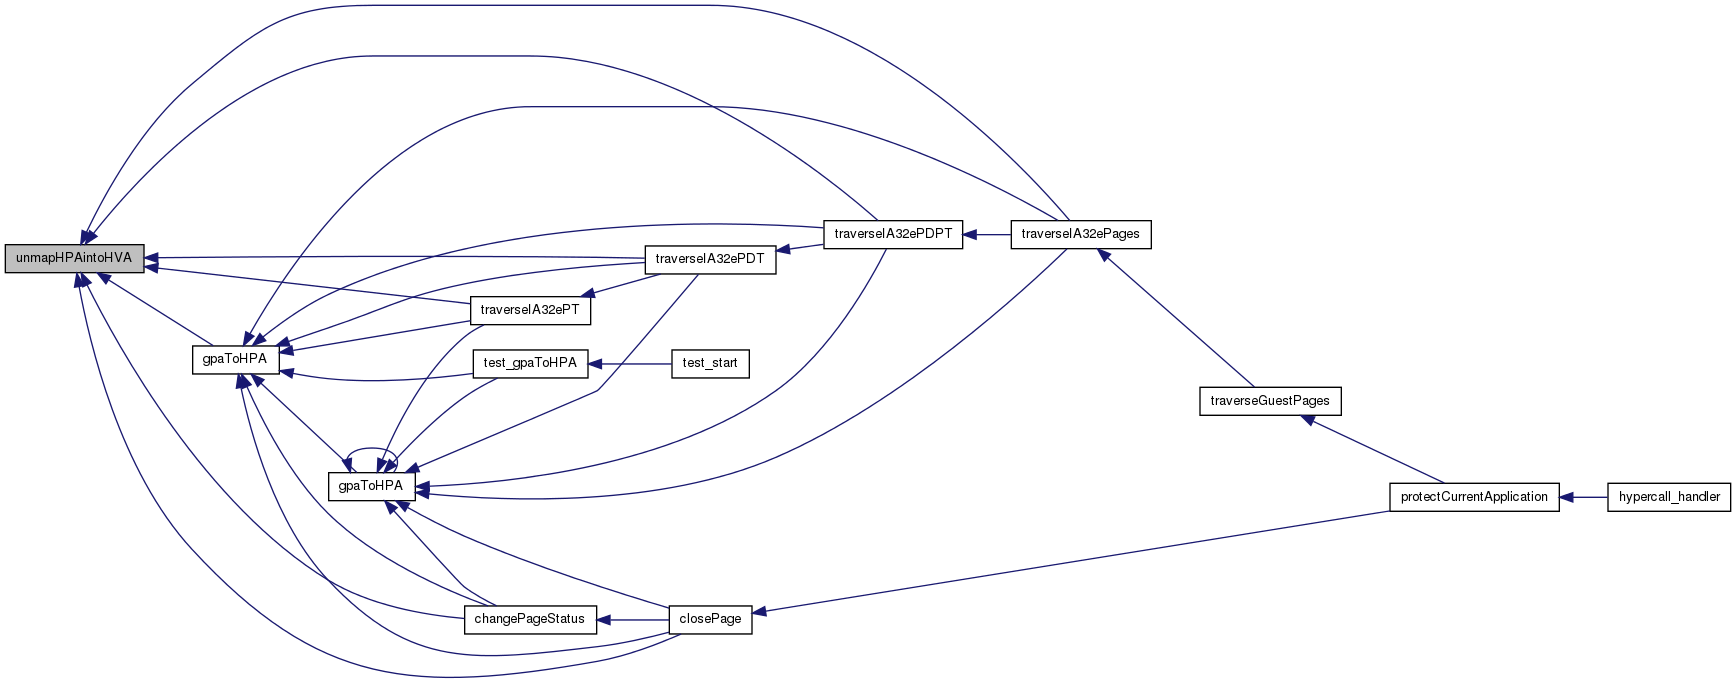 traverseIA32ePDPT
traverseIA32ePages
unmapHPAintoHVA
traverseIA32ePDT
traverseIA32ePT
gpaToHPA
test_gpaToHPA
test_start
traverseGuestPages
gpaToHPA
protectCurrentApplication
hypercall_handler
changePageStatus
closePage